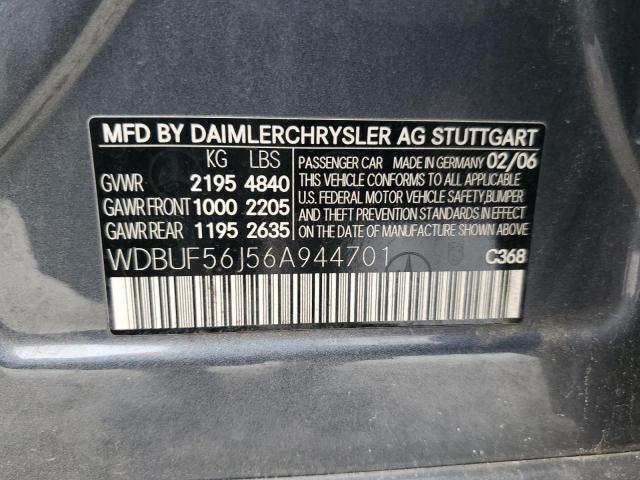 MFD BY DAIMLERCHRYSLER AG STUTTGART
KG LBS
GVWR 2195 4840
GAWR FRONT 1000 2205
GAWR REAR 1195 2635
PASSENGER CAR MADE IN GERMANY 02/06
THIS VEHICLE CONFORMS TO ALL APPLICABLE
U.S. FEDERAL MOTOR VEHICLE SAFETY, BUMPER
AND THEFT PREVENTION STANDARDS IN EFFECT
ON THE DATE OF MANUFACTURE SHOWN ABOVE.
WDBUF56J56A944701
C368